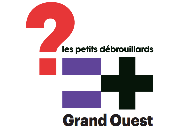 ?
les petits débrouillards
Grand Ouest